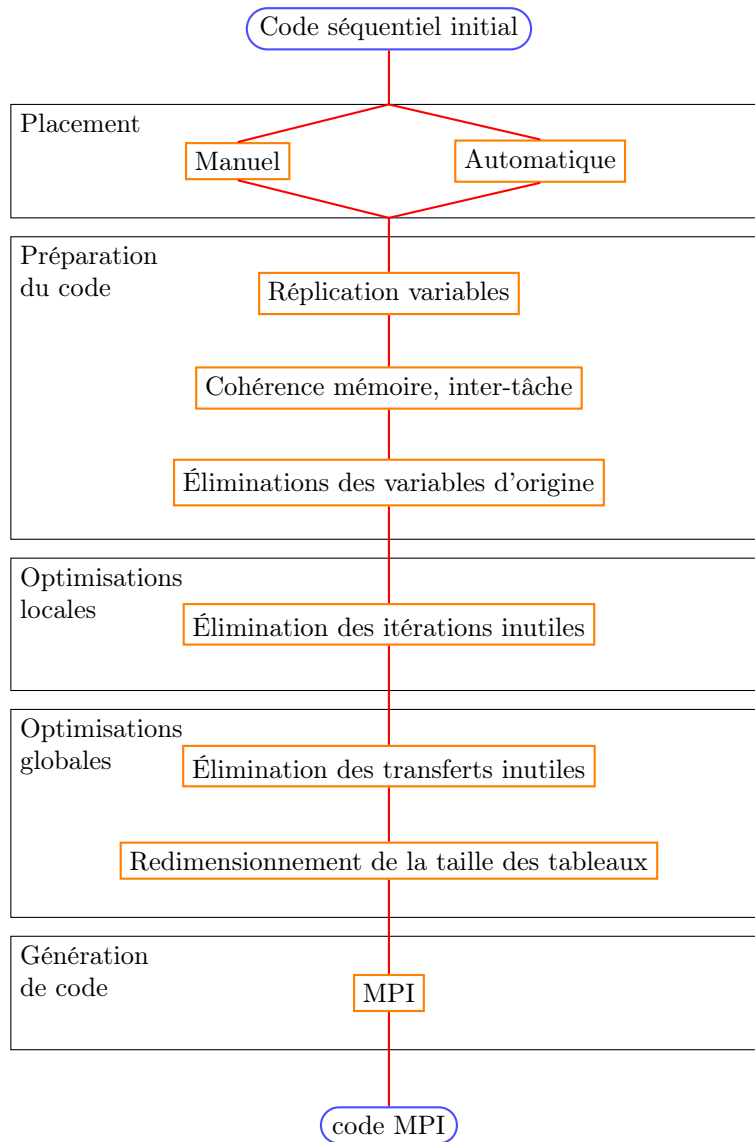 Code séquentiel initial
Placement
Manuel
Automatique
Préparation
du code
Réplication variables
Cohérence mémoire, inter-tâche
Éliminations des variables d'origine
Optimisations
locales
Élimination des itérations inutiles
Optimisations
globales
Élimination des transferts inutiles
Redimensionnement de la taille des tableaux
Génération
de code
MPI
code MPI